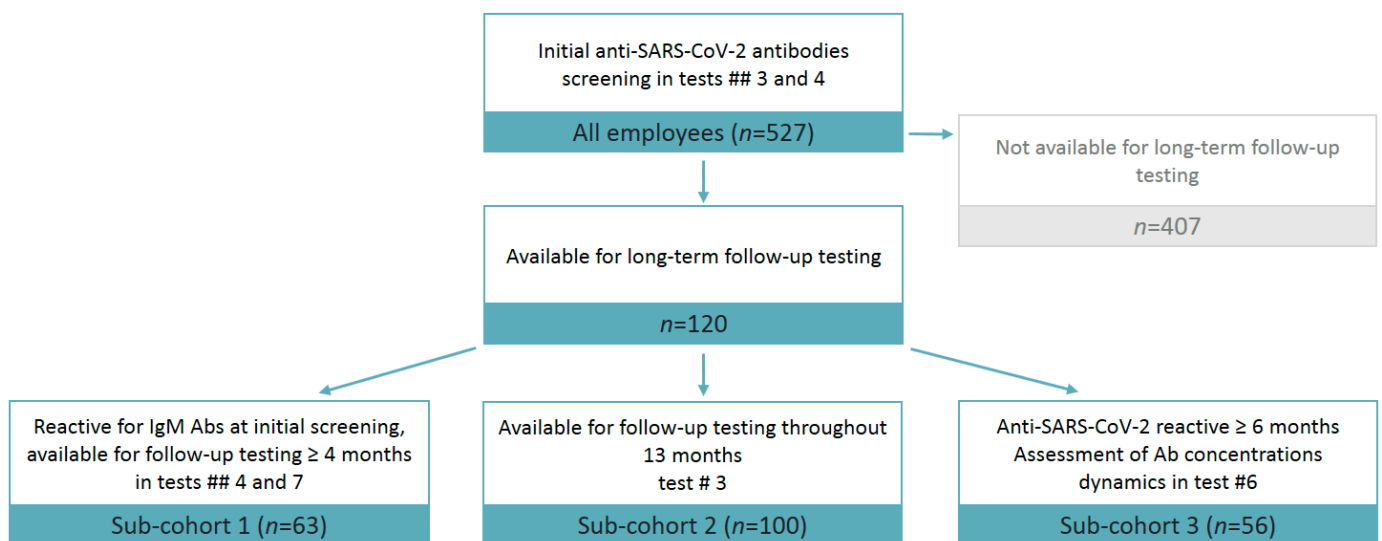 Initial anti-SARS-CoV-2 antibodies
screening in tests ## 3 and 4
All employees (n=527)
Not available for long-term follow-up
testing
n=407
Available for long-term follow-up testing
n=120
Reactive for IgM Abs at initial screening,
available for follow-up testing ≥ 4 months
in tests ## 4 and 7
Sub-cohort 1 (n=63)
Available for follow-up testing throughout
13 months
test # 3
Sub-cohort 2 (n=100)
Anti-SARS-CoV-2 reactive ≥ 6 months
Assessment of Ab concentrations
dynamics in test #6
Sub-cohort 3 (n=56)